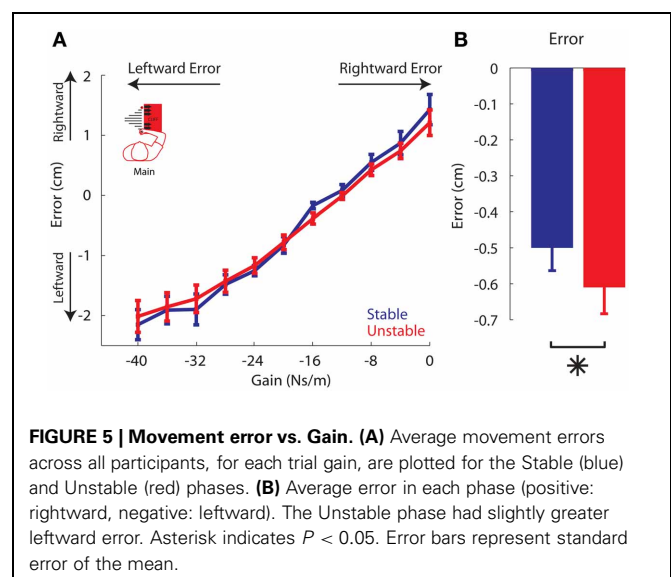 A
B
Error
Leftward Error
Rightward Error
Rightward
Leftward
Error (cm)
2
1
0
-1
-2
Main
Stable
Unstable
-40
-32
-24
-16
-8
0
Gain (Ns/m)
Error (cm)
0
-0.1
-0.2
-0.3
-0.4
-0.5
-0.6
-0.7
FIGURE 5 | Movement error vs. Gain. (A) Average movement errors
across all participants, for each trial gain, are plotted for the Stable (blue)
and Unstable (red) phases. (B) Average error in each phase (positive:
rightward, negative: leftward). The Unstable phase had slightly greater
leftward error. Asterisk indicates P < 0.05. Error bars represent standard
error of the mean.